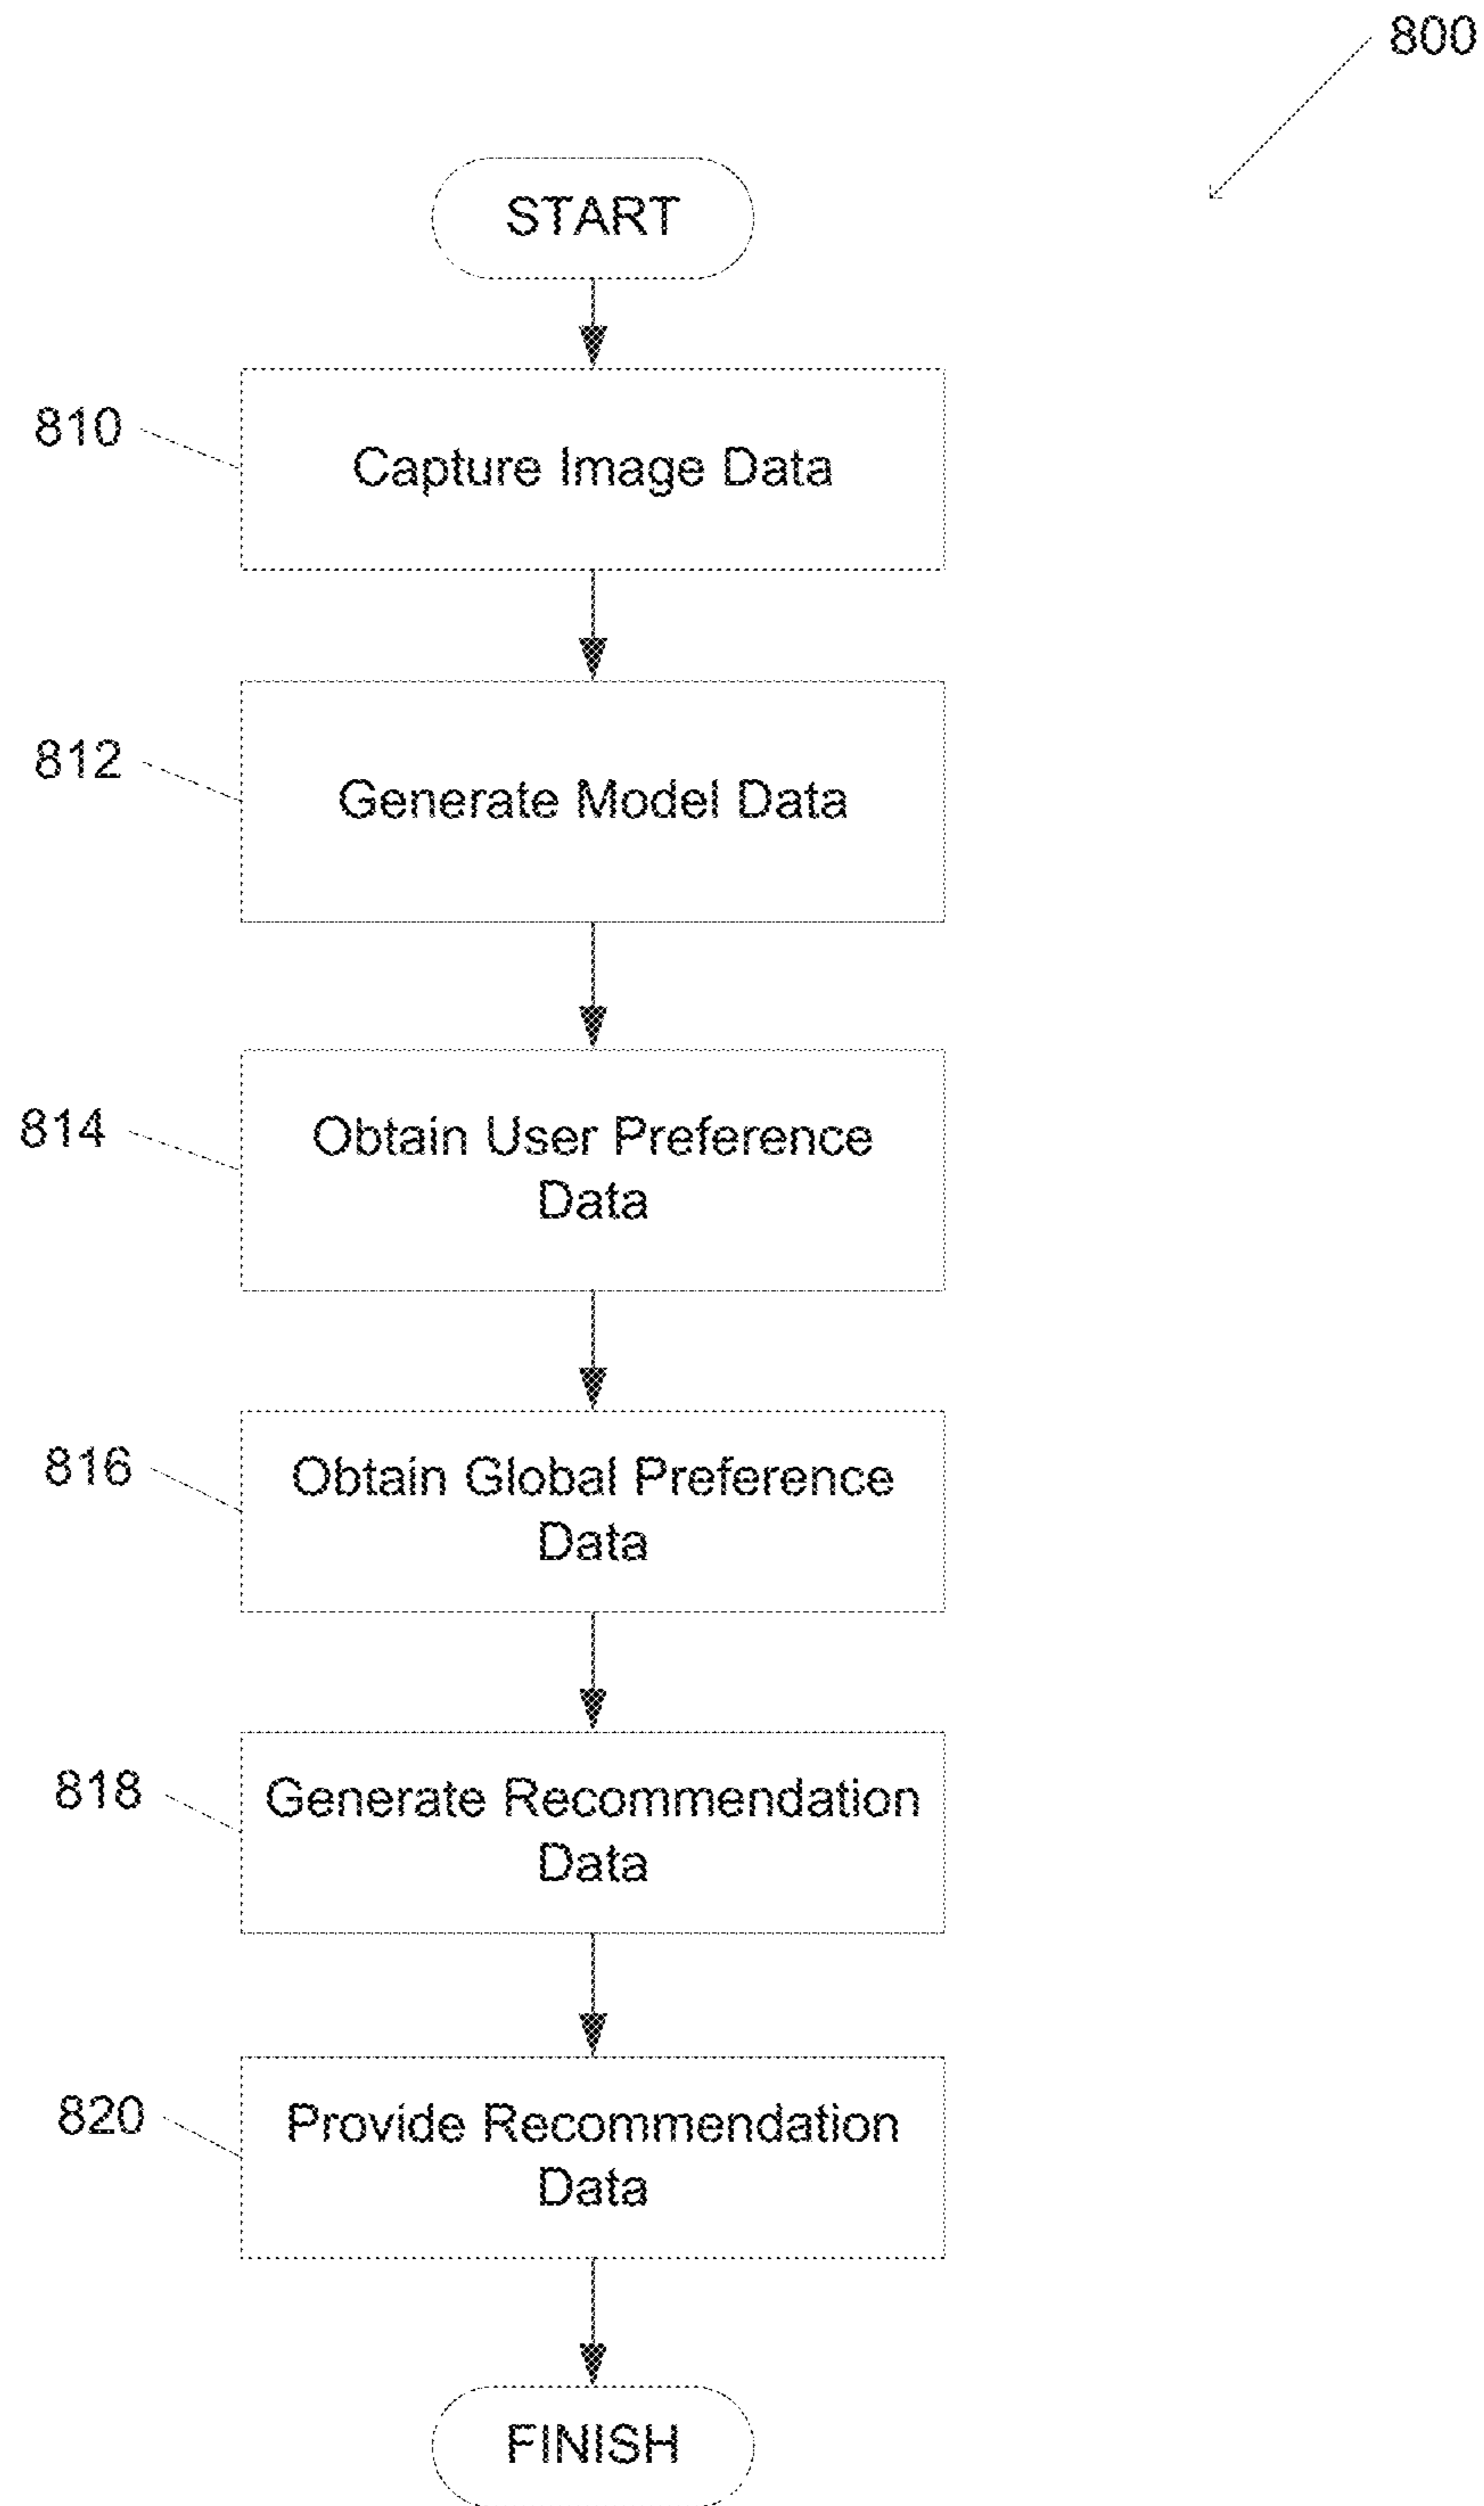 800
START
810
Capture Image Data
812
Generate Model Data
814
Obtain User Preference
Data
816
Obtain Global Preference
Data
818
Generate Recommendation
Data
820
Provide Recommendation
Data
FINISH